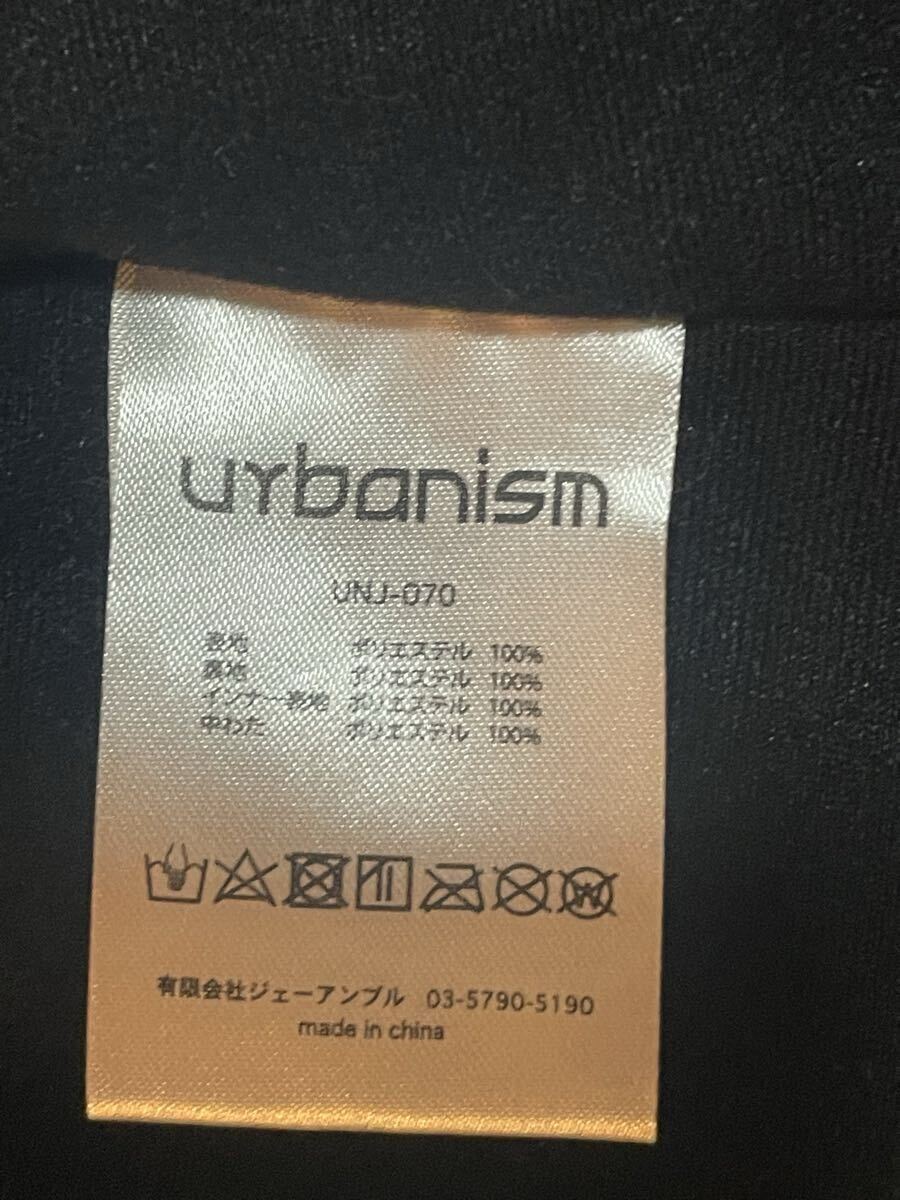 urbanism
UNJ-070
表地 ポリエステル 100%
裏地 ポリエステル 100%
インナー表地 ポリエステル 100%
中わた ポリエステル 100%
W
有限会社ジェーアンブル 03-5790-5190
made in china